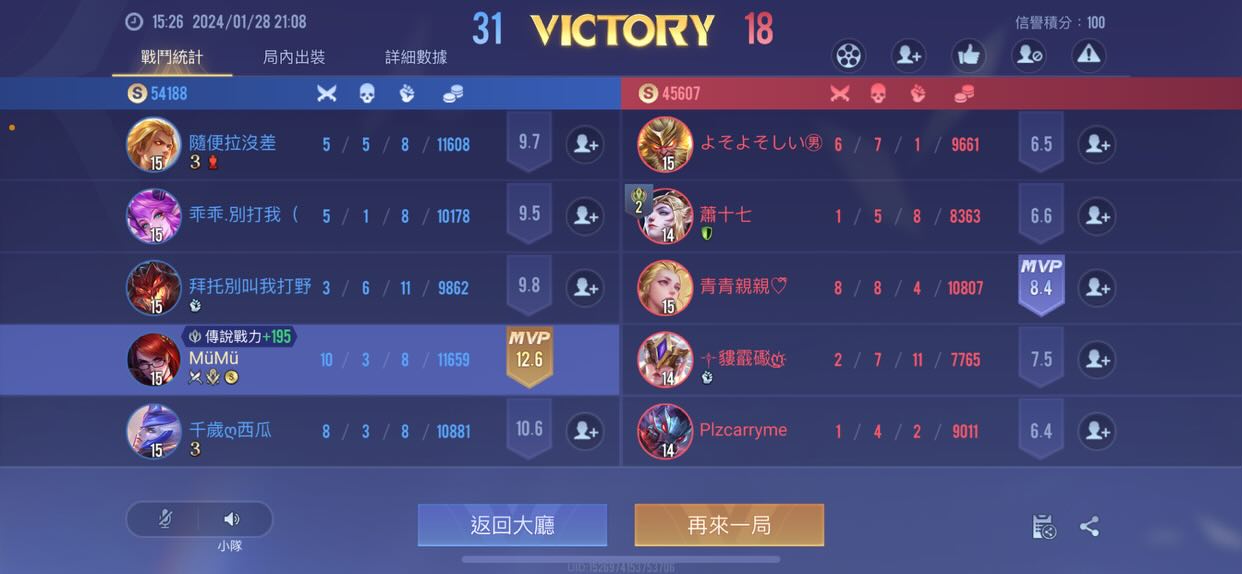 15:26 2024/01/28 21:08
31 VICTORY 18
信譽積分：100
戰鬥統計 局內出裝 詳細數據
S 54188
S 45607
15 隨便拉沒差 5 / 5 / 8 / 11608 9.7
3
15 よそよそしい㊚ 6 / 7 / 1 / 9661 6.5
15 乖乖.別打我（ 5 / 1 / 8 / 10178 9.5
2 14 蕭十七 1 / 5 / 8 / 8363 6.6
15 拜托別叫我打野 3 / 6 / 11 / 9862 9.8
15 青青親親♡ 8 / 8 / 4 / 10807 MVP 8.4
傳說戰力+195
15 MüMü 10 / 3 / 8 / 11659 MVP 12.6
14 2 / 7 / 11 / 7765 7.5
15 千歲ღ西瓜 8 / 3 / 8 / 10881 10.6
3
14 Plzcarryme 1 / 4 / 2 / 9011 6.4
小隊
返回大廳
再來一局